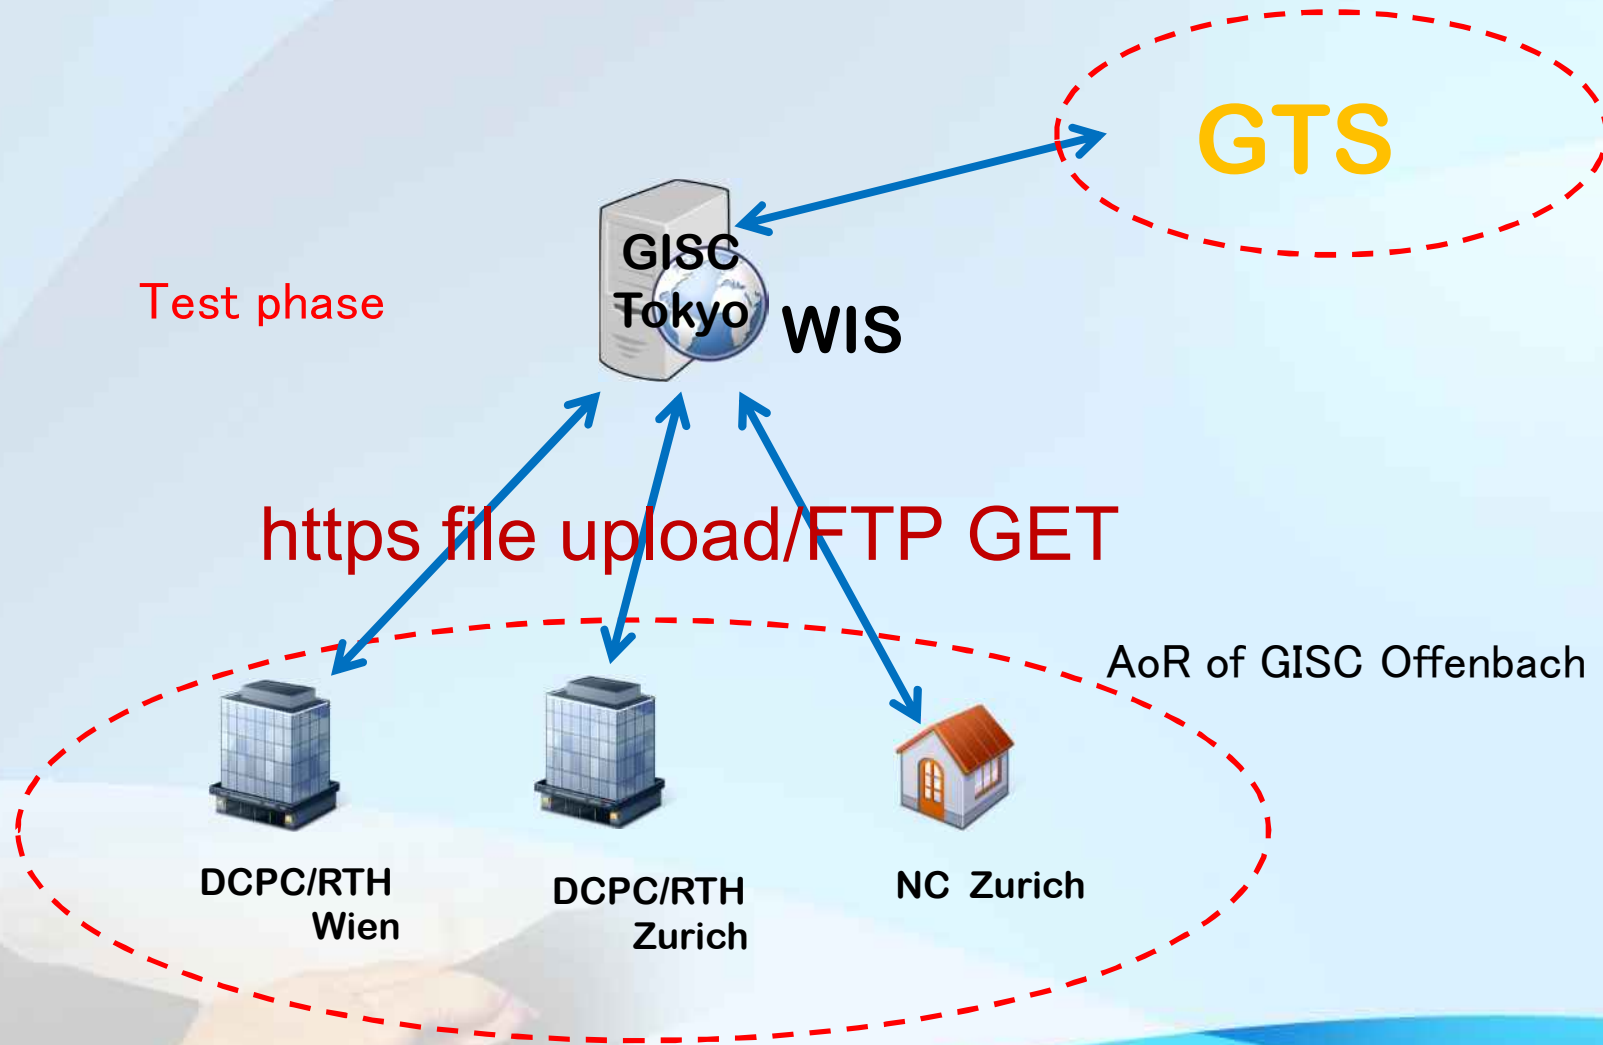 GTS
GISC
Tokyo
WIS
Test phase
https file upload/FTP GET
AoR of GISC Offenbach
DCPC/RTH
Wien
DCPC/RTH
Zurich
NC Zurich